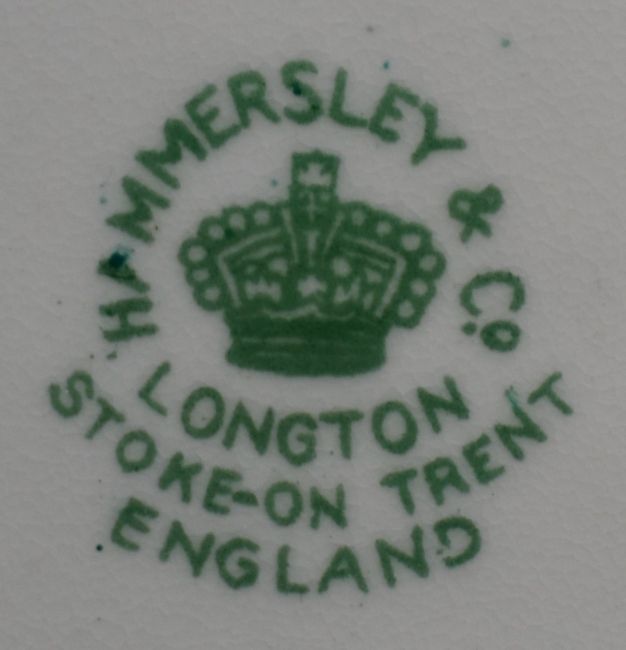 HAMMERSLEY & Co.
LONGTON
STOKE-ON TRENT
ENGLAND